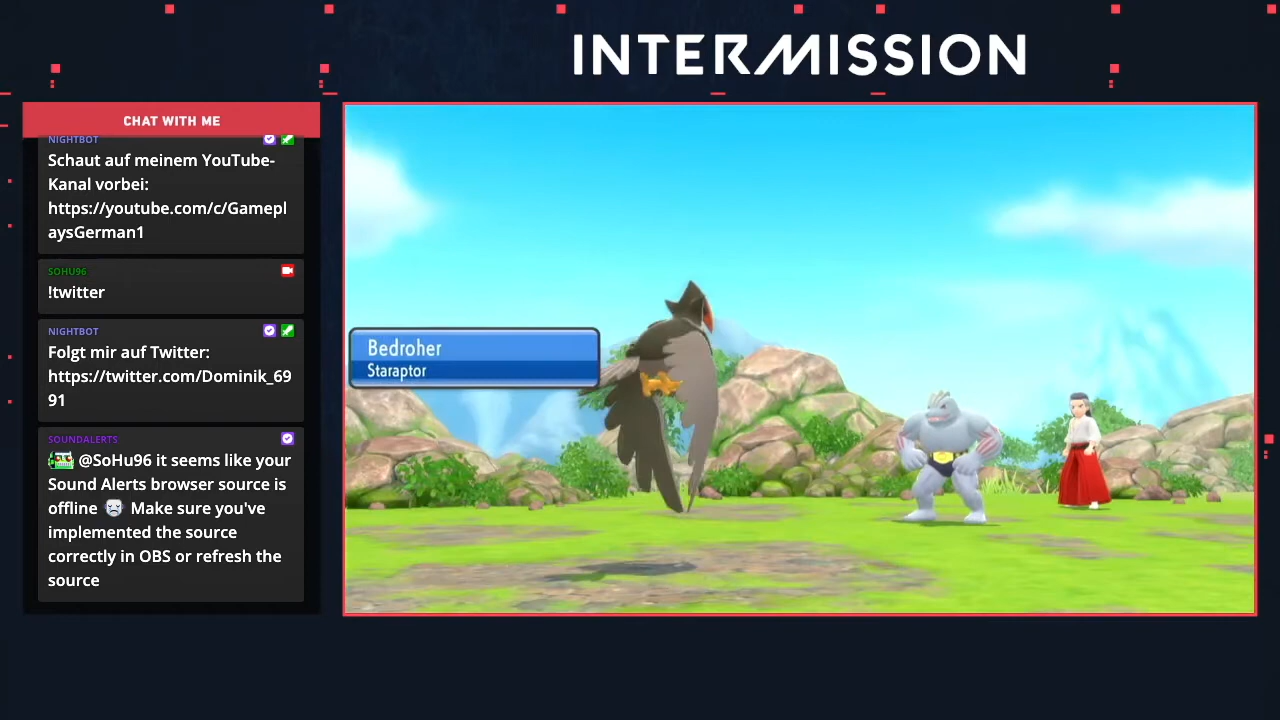 INTERMISSION
CHAT WITH ME
NIGHTBOT
Schaut auf meinem YouTube-
Kanal vorbei:
https://youtube.com/c/Gamepl
aysGerman1
SOHU96
!twitter
NIGHTBOT
Folgt mir auf Twitter:
https://twitter.com/Dominik_69
91
SOUNDALERTS
@SoHu96 it seems like your
Sound Alerts browser source is
offline Make sure you've
implemented the source
correctly in OBS or refresh the
source
Bedroher
Staraptor